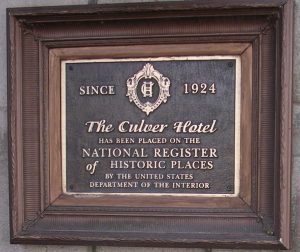 SINCE CH 1924
The Culver Hotel
HAS BEEN PLACED ON THE
NATIONAL REGISTER
of HISTORIC PLACES
BY THE UNITED STATES
DEPARTMENT OF THE INTERIOR